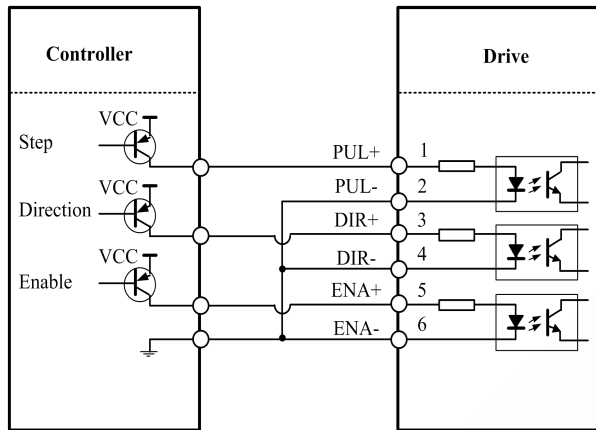 Controller
Drive
VCC
Step
PUL+ 1
PUL- 2
VCC
Direction
DIR+ 3
DIR- 4
VCC
Enable
ENA+ 5
ENA- 6